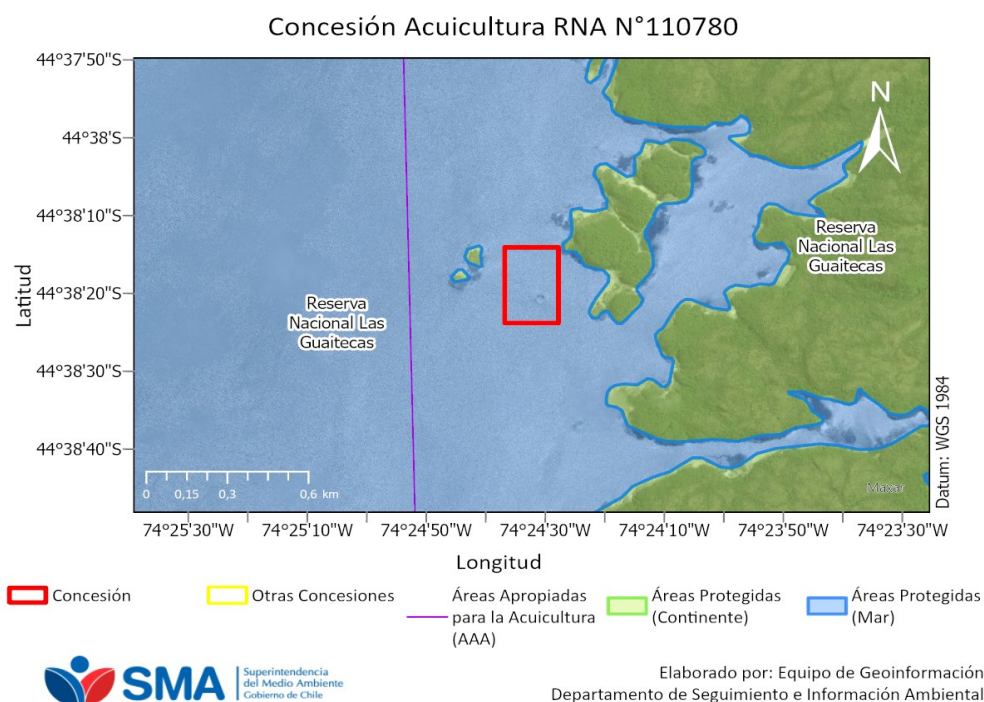 Concesión Acuicultura RNA N°110780
44°37'50"S
44°38'S
44°38'10"S
44°38'20"S
44°38'30"S
44°38'40"S
Latitud
N
Reserva
Nacional Las
Guaitecas
Reserva
Nacional Las
Guaitecas
Datum: WGS 1984
Maxar
0 0,15 0,3 0,6 km
74°25'30"W 74°25'10"W 74°24'50"W 74°24'30"W 74°24'10"W 74°23'50"W 74°23'30"W
Longitud
Concesión
Otras Concesiones
Áreas Apropiadas
para la Acuicultura
(AAA)
Áreas Protegidas
(Continente)
Áreas Protegidas
(Mar)
SMA
Superintendencia
del Medio Ambiente
Gobierno de Chile
Elaborado por: Equipo de Geoinformación
Departamento de Seguimiento e Información Ambiental